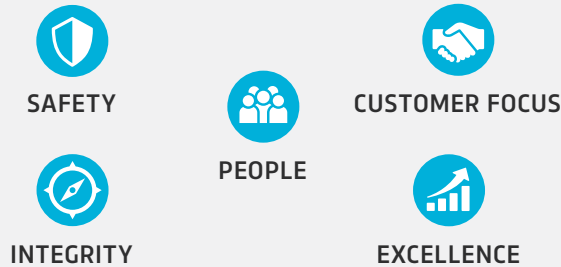 SAFETY
CUSTOMER FOCUS
PEOPLE
INTEGRITY
EXCELLENCE